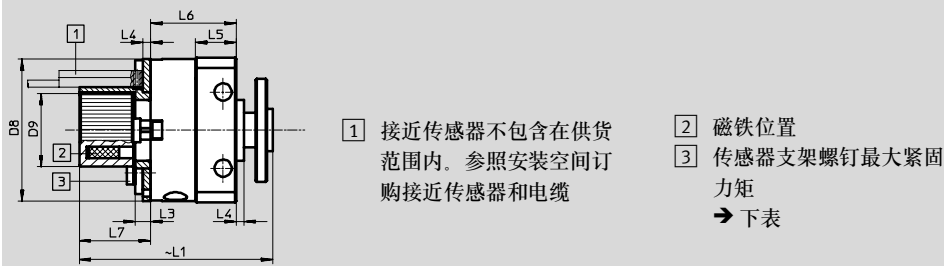 L6
1
L4
L5
D8
D9
2
3
L3
L4
L7
~L1
1 接近传感器不包含在供货
范围内。参照安装空间订
购接近传感器和电缆
2 磁铁位置
3 传感器支架螺钉最大紧固
力矩
➔ 下表